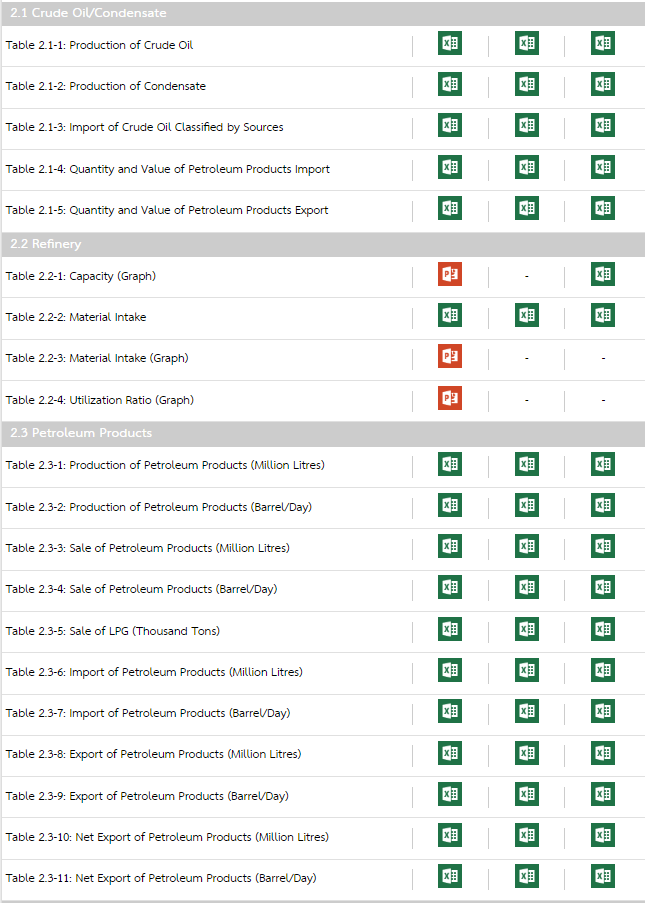 2.1 Crude Oil/Condensate
Table 2.1-1: Production of Crude Oil
Table 2.1-2: Production of Condensate
Table 2.1-3: Import of Crude Oil Classified by Sources
Table 2.1-4: Quantity and Value of Petroleum Products Import
Table 2.1-5: Quantity and Value of Petroleum Products Export
2.2 Refinery
Table 2.2-1: Capacity (Graph) -
Table 2.2-2: Material Intake
Table 2.2-3: Material Intake (Graph) - -
Table 2.2-4: Utilization Ratio (Graph) - -
2.3 Petroleum Products
Table 2.3-1: Production of Petroleum Products (Million Litres)
Table 2.3-2: Production of Petroleum Products (Barrel/Day)
Table 2.3-3: Sale of Petroleum Products (Million Litres)
Table 2.3-4: Sale of Petroleum Products (Barrel/Day)
Table 2.3-5: Sale of LPG (Thousand Tons)
Table 2.3-6: Import of Petroleum Products (Million Litres)
Table 2.3-7: Import of Petroleum Products (Barrel/Day)
Table 2.3-8: Export of Petroleum Products (Million Litres)
Table 2.3-9: Export of Petroleum Products (Barrel/Day)
Table 2.3-10: Net Export of Petroleum Products (Million Litres)
Table 2.3-11: Net Export of Petroleum Products (Barrel/Day)